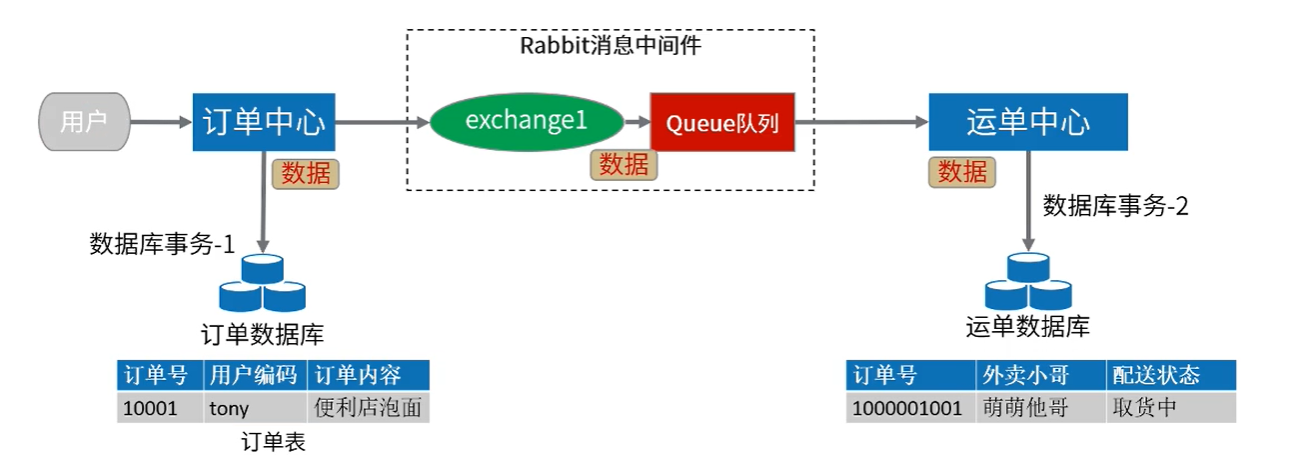 Rabbit消息中间件
用户
订单中心
exchange1
Queue队列
运单中心
数据
数据
数据
数据库事务-1
数据库事务-2
订单数据库
运单数据库
订单号 用户编码 订单内容
10001 tony 便利店泡面
订单表
订单号 外卖小哥 配送状态
1000001001 萌萌他哥 取货中